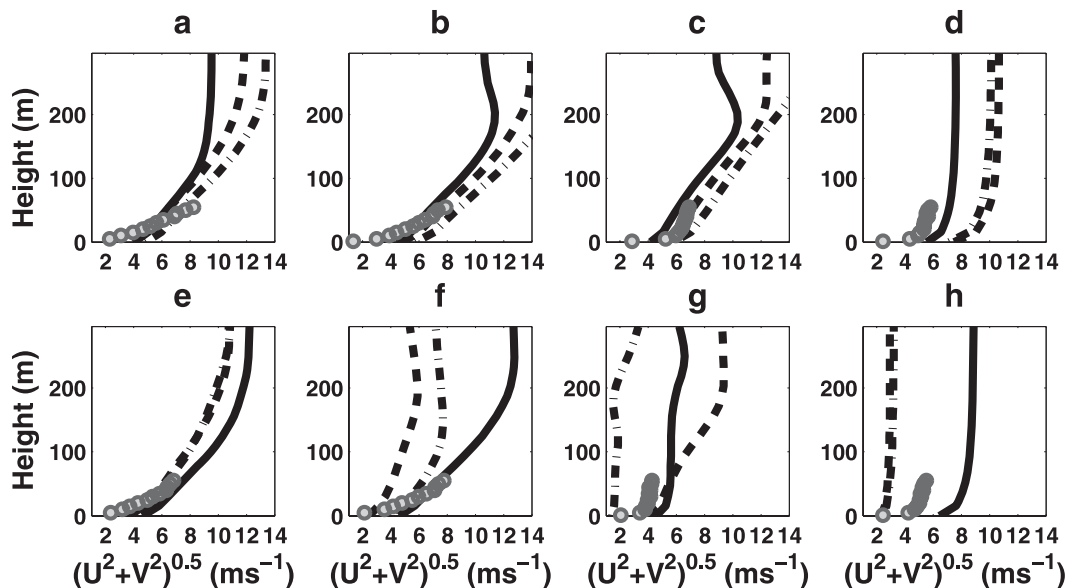 a b c d
Height (m)
200 200 200 200
100 100 100 100
0 0 0 0
2 4 6 8 10 12 14 2 4 6 8 10 12 14 2 4 6 8 10 12 14 2 4 6 8 10 12 14
e f g h
Height (m)
200 200 200 200
100 100 100 100
0 0 0 0
2 4 6 8 10 12 14 2 4 6 8 10 12 14 2 4 6 8 10 12 14 2 4 6 8 10 12 14
(U²+V²)⁰·⁵ (ms⁻¹) (U²+V²)⁰·⁵ (ms⁻¹) (U²+V²)⁰·⁵ (ms⁻¹) (U²+V²)⁰·⁵ (ms⁻¹)